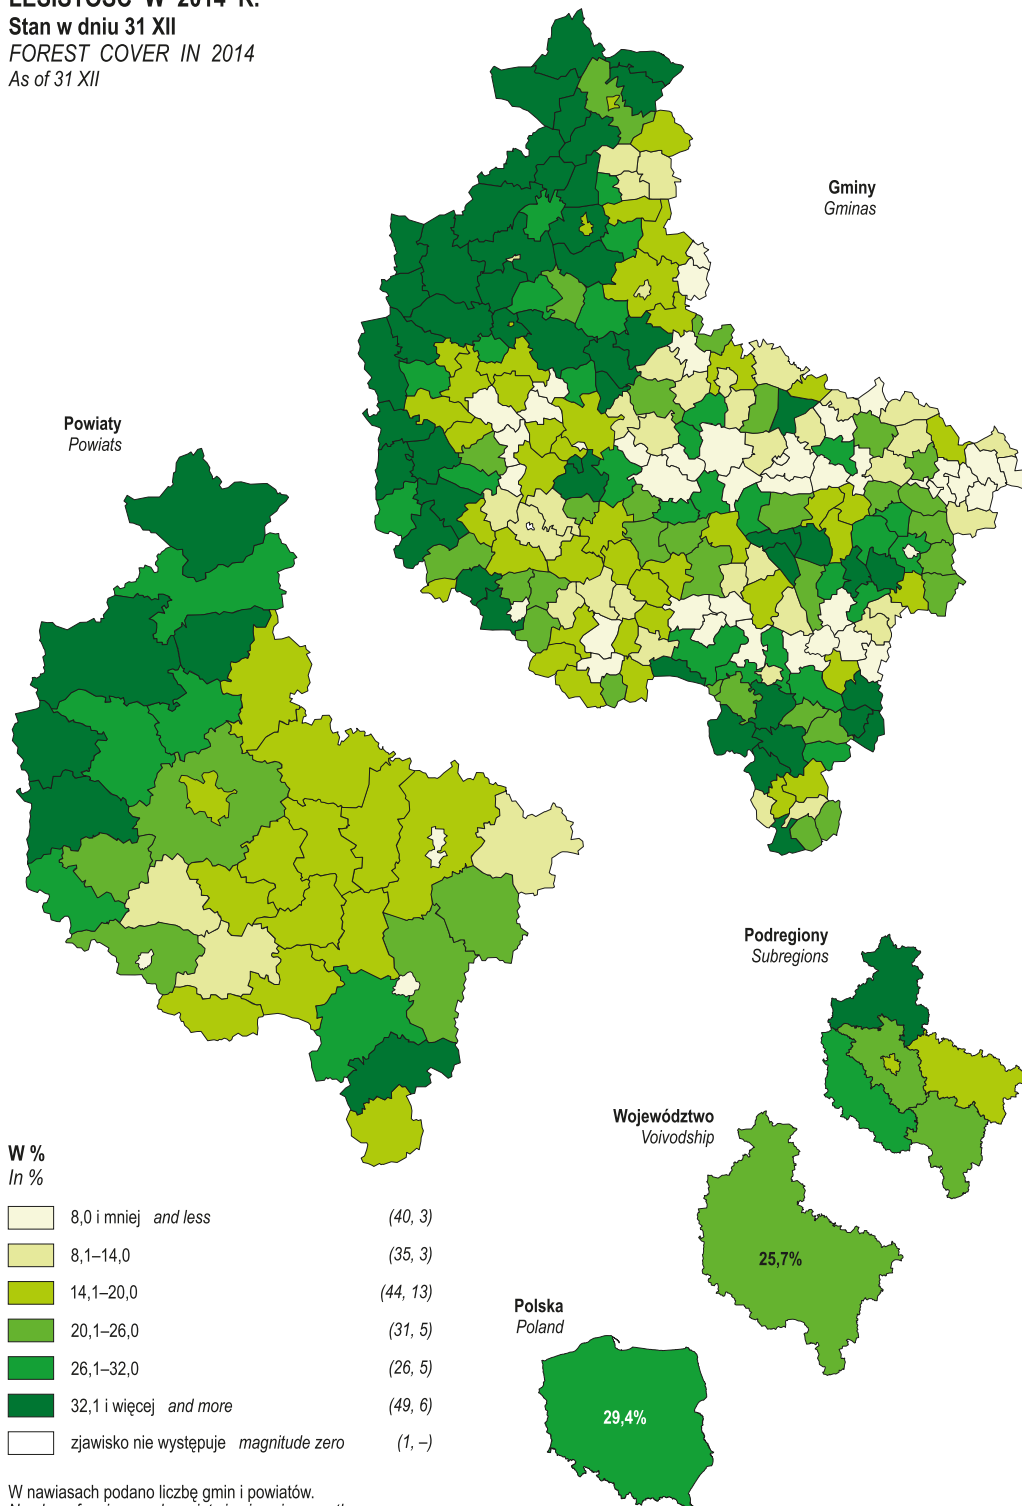 LESISTOŚĆ W 2014 R.
Stan w dniu 31 XII
FOREST COVER IN 2014
As of 31 XII
Gminy
Gminas
Powiaty
Powiats
Podregiony
Subregions
Województwo
Voivodship
25,7%
Polska
Poland
29,4%
W %
In %
8,0 i mniej and less (40, 3)
8,1–14,0 (35, 3)
14,1–20,0 (44, 13)
20,1–26,0 (31, 5)
26,1–32,0 (26, 5)
32,1 i więcej and more (49, 6)
zjawisko nie występuje magnitude zero (1, –)
W nawiasach podano liczbę gmin i powiatów.